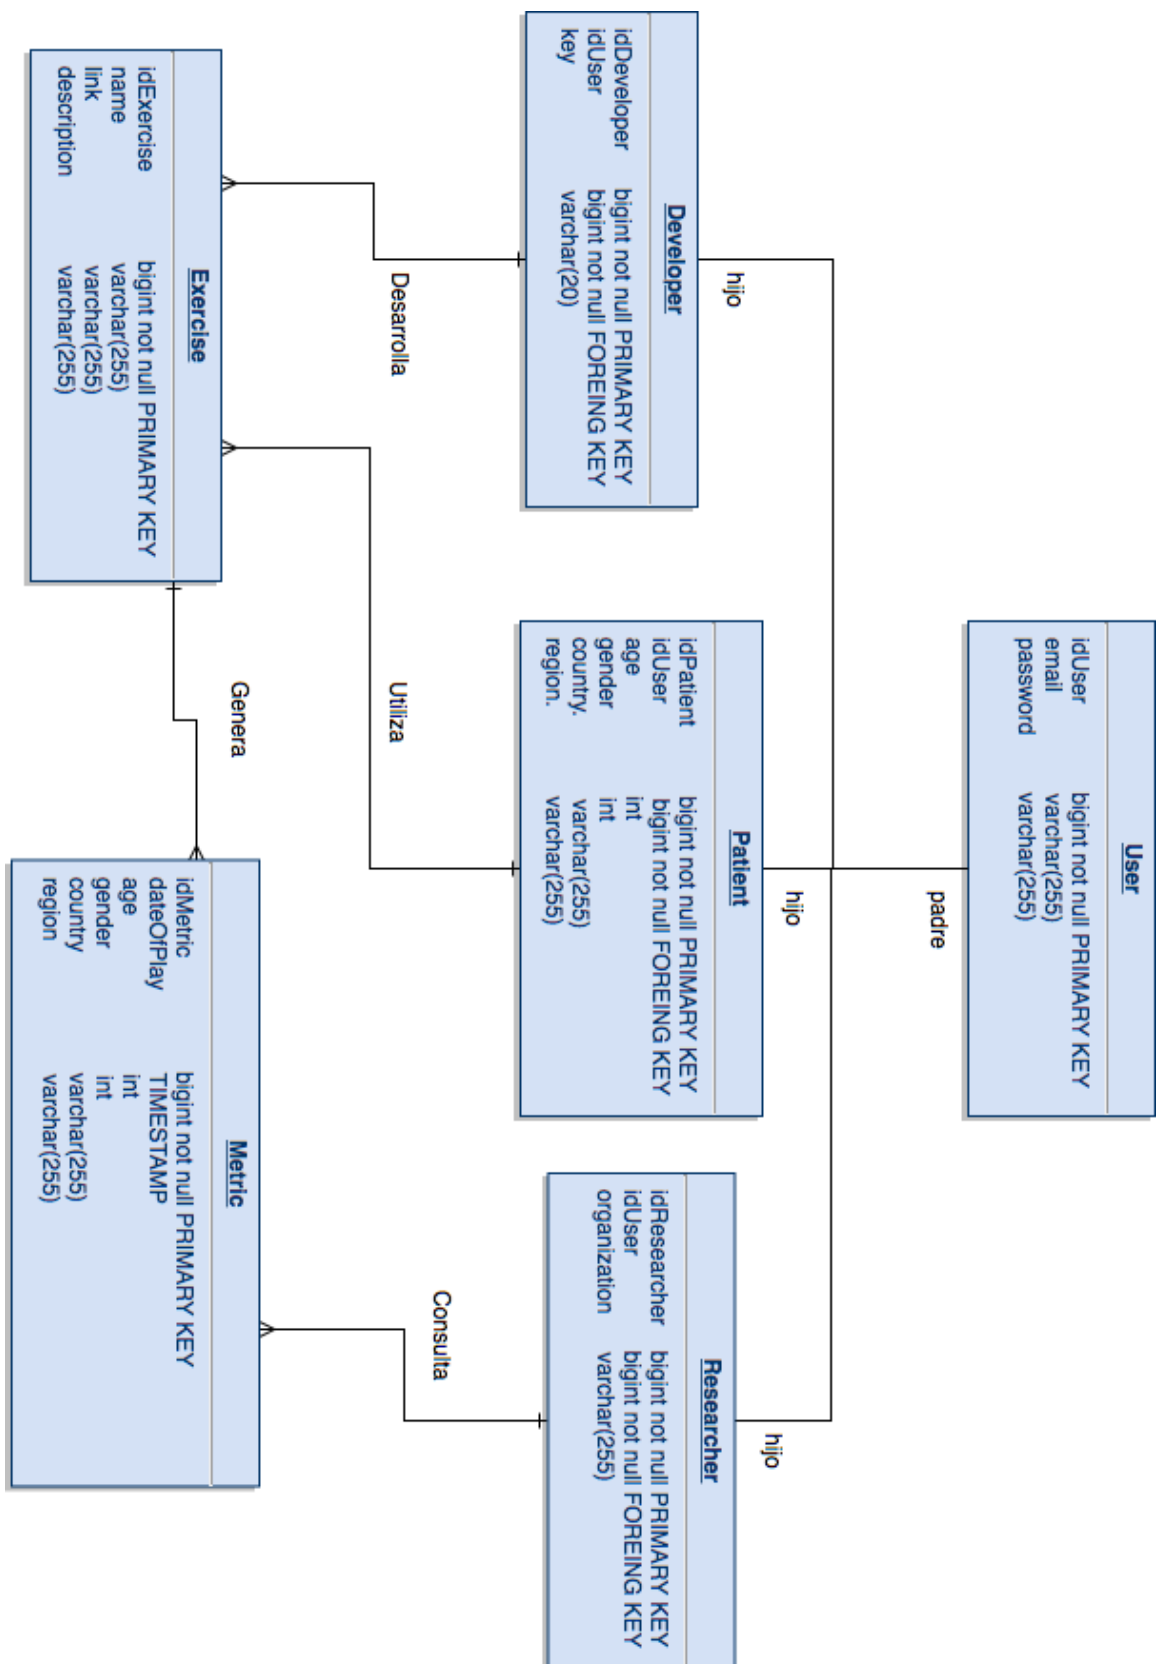 User
idUser bigint not null PRIMARY KEY
email varchar(255)
password varchar(255)
padre
hijo
hijo
hijo
Developer
idDeveloper bigint not null PRIMARY KEY
idUser bigint not null FOREING KEY
key varchar(20)
Patient
idPatient bigint not null PRIMARY KEY
idUser bigint not null FOREING KEY
age int
gender int
country. varchar(255)
region. varchar(255)
Researcher
idResearcher bigint not null PRIMARY KEY
idUser bigint not null FOREING KEY
organization varchar(255)
Desarrolla
Utiliza
Consulta
Exercise
idExercise bigint not null PRIMARY KEY
name varchar(255)
link varchar(255)
description varchar(255)
Genera
Metric
idMetric bigint not null PRIMARY KEY
dateOfPlay TIMESTAMP
age int
gender int
country varchar(255)
region varchar(255)